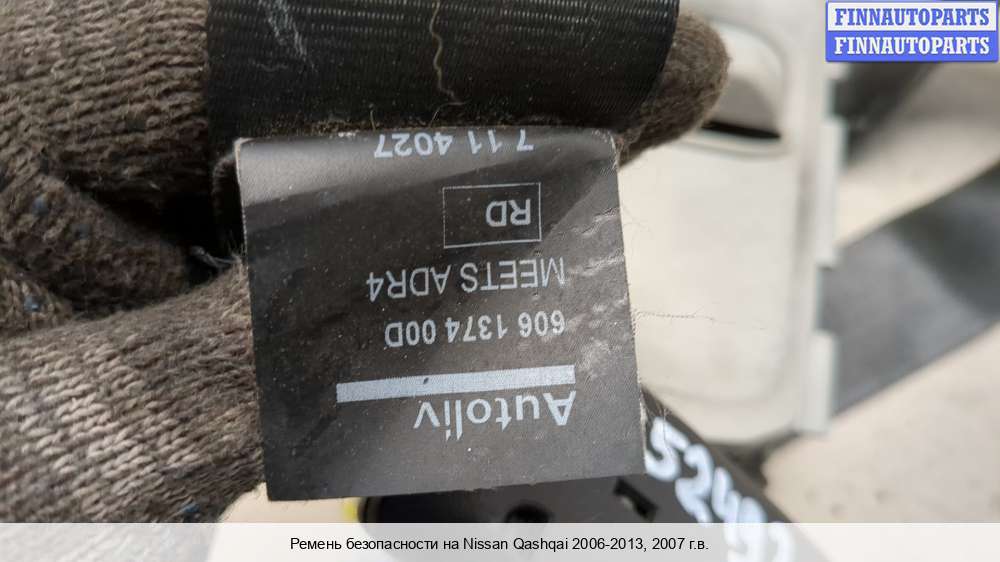 FINNAUTOPARTS
FINNAUTOPARTS
Autoliv
606 1374 00D
MEETS ADR4
RD
7 11 4027
Ремень безопасности на Nissan Qashqai 2006-2013, 2007 г.в.